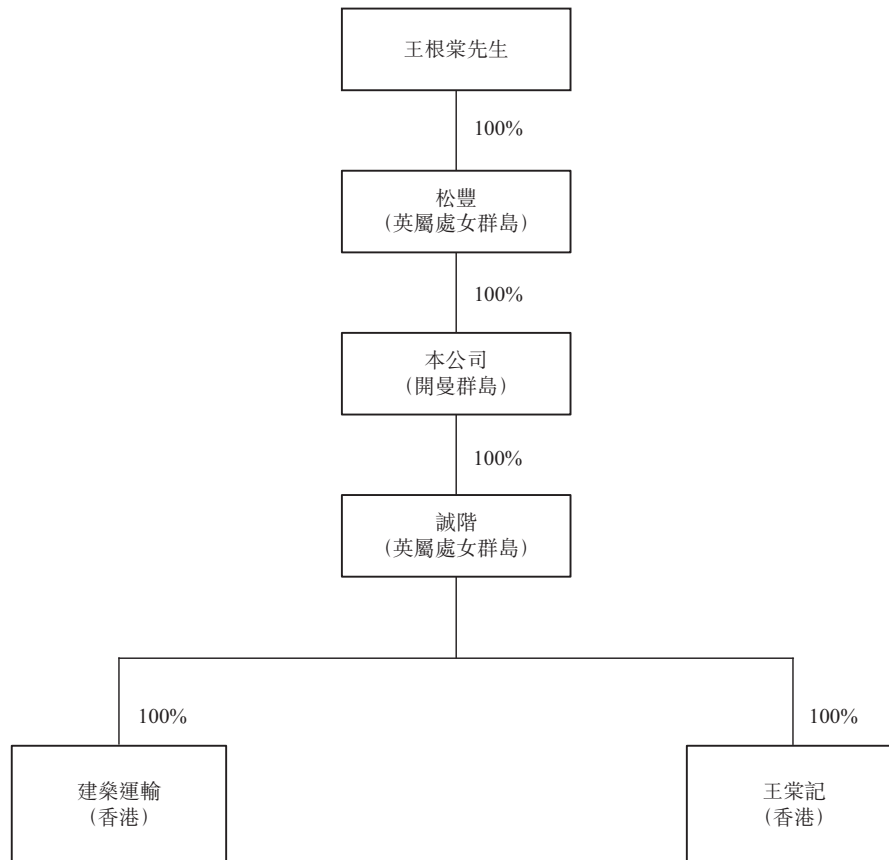 王根棠先生
100%
松豐
（英屬處女群島）
100%
本公司
（開曼群島）
100%
誠階
（英屬處女群島）
100%
100%
建燊運輸
（香港）
王棠記
（香港）